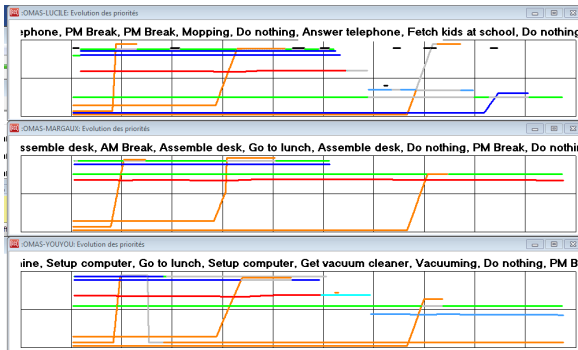 :OMAS-LUCILE: Evolution des priorités
ephone, PM Break, PM Break, Mopping, Do nothing, Answer telephone, Fetch kids at school, Do nothing
:OMAS-MARGAUX: Evolution des priorités
ssemble desk, AM Break, Assemble desk, Go to lunch, Assemble desk, Do nothing, PM Break, Do nothi
:OMAS-YOUYOU: Evolution des priorités
ine, Setup computer, Go to lunch, Setup computer, Get vacuum cleaner, Vacuuming, Do nothing, PM B